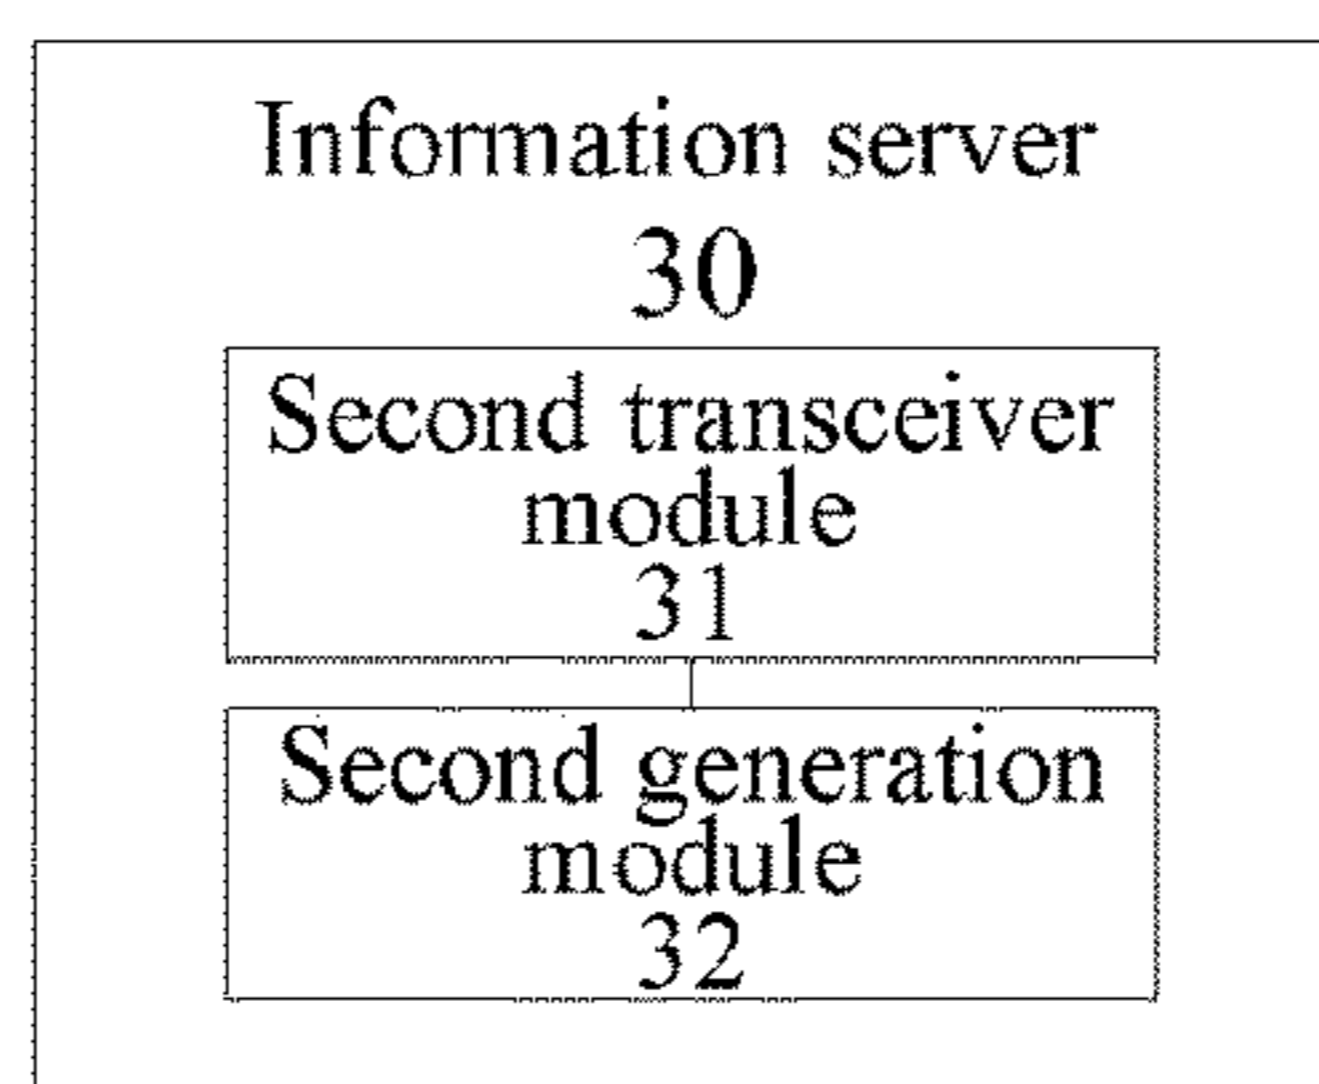 Information server
30
Second transceiver
module
31
Second generation
module
32